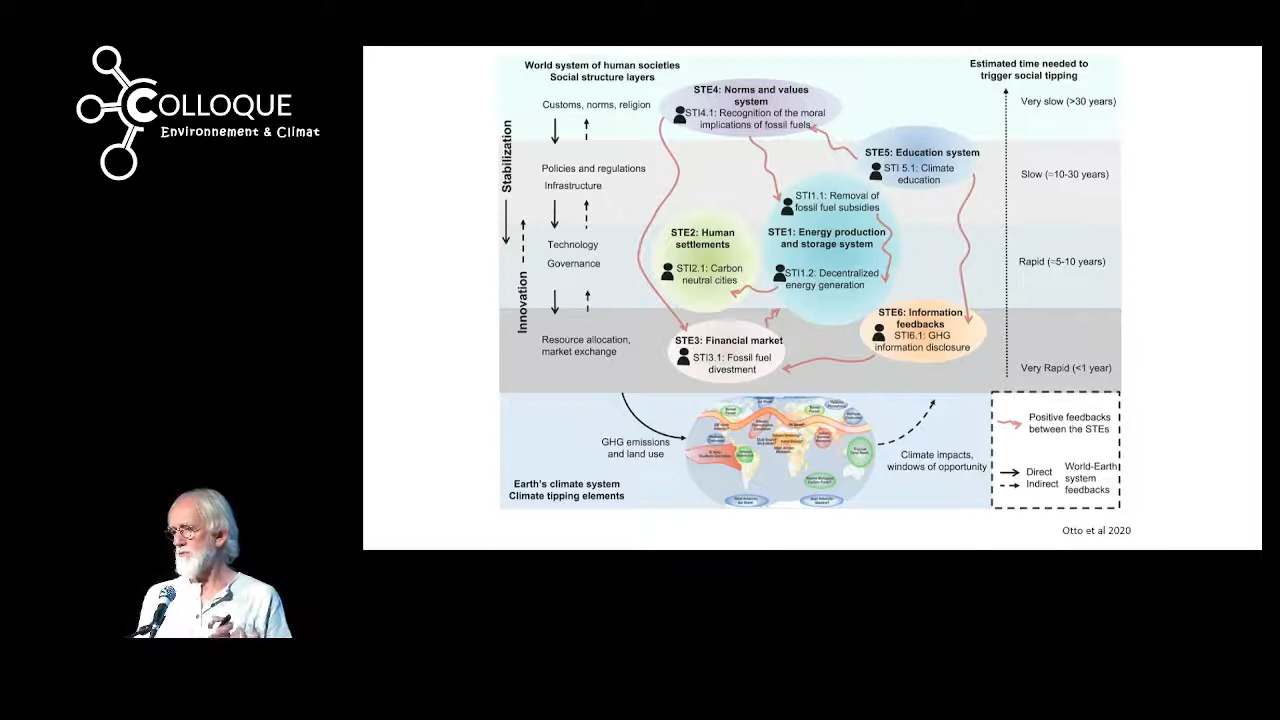 COLLOQUE
Environnement & Climat
World system of human societies
Social structure layers
Estimated time needed to
trigger social tipping
Customs, norms, religion
Policies and regulations
Infrastructure
Technology
Governance
Resource allocation,
market exchange
Stabilization
Innovation
STE4: Norms and values
system
STI4.1: Recognition of the moral
implications of fossil fuels
STE5: Education system
STI 5.1: Climate
education
STI1.1: Removal of
fossil fuel subsidies
STE1: Energy production
and storage system
STI1.2: Decentralized
energy generation
STE2: Human
settlements
STI2.1: Carbon
neutral cities
STE6: Information
feedbacks
STI6.1: GHG
information disclosure
STE3: Financial market
STI3.1: Fossil fuel
divestment
Very slow (>30 years)
Slow (≈10-30 years)
Rapid (≈5-10 years)
Very Rapid (<1 year)
GHG emissions
and land use
Climate impacts,
windows of opportunity
Earth's climate system
Climate tipping elements
Positive feedbacks
between the STEs
Direct
Indirect
World-Earth
system
feedbacks
Otto et al 2020